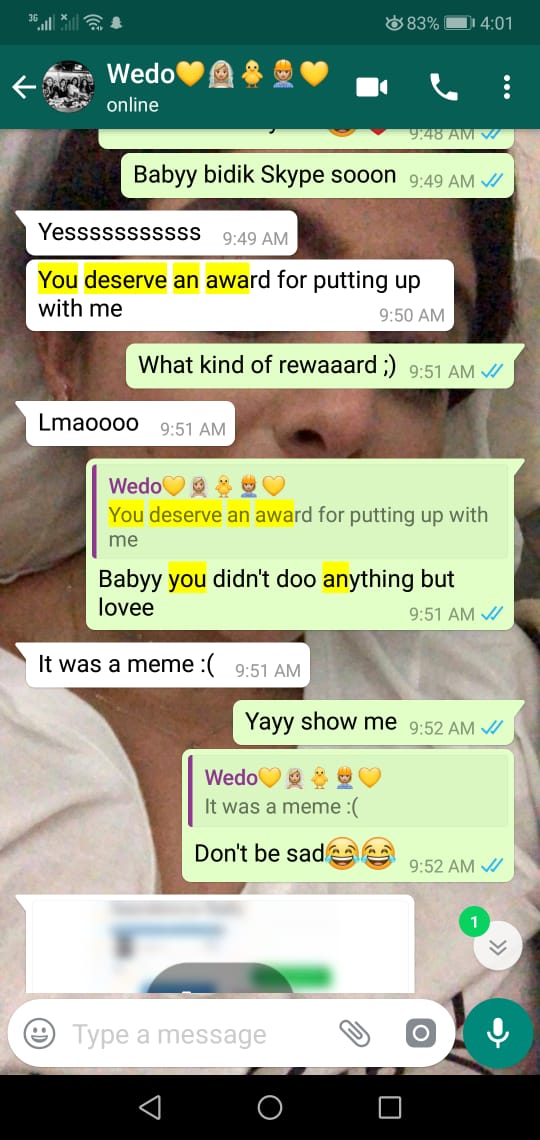 3G 83% 4:01
Wedo💛👰🏼🐥👷🏼💛
online
9:48 AM
Babyy bidik Skype sooon 9:49 AM
Yesssssssssss 9:49 AM
You deserve an award for putting up
with me 9:50 AM
What kind of rewaaard ;) 9:51 AM
Lmaoooo 9:51 AM
Wedo💛👰🏼🐥👷🏼💛
You deserve an award for putting up with
me
Babyy you didn't doo anything but
lovee 9:51 AM
It was a meme :( 9:51 AM
Yayy show me 9:52 AM
Wedo💛👰🏼🐥👷🏼💛
It was a meme :(
Don't be sad😂😂 9:52 AM
1
Type a message